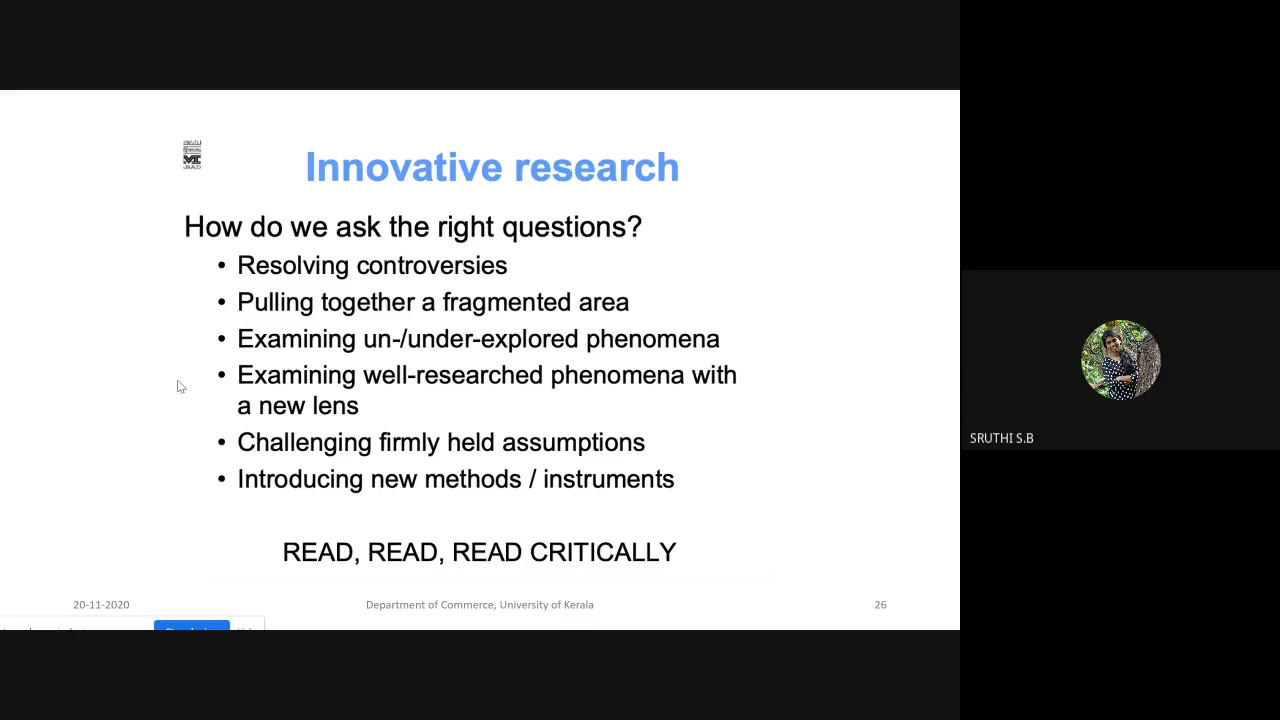 Innovative research
How do we ask the right questions?
• Resolving controversies
• Pulling together a fragmented area
• Examining un-/under-explored phenomena
• Examining well-researched phenomena with
a new lens
• Challenging firmly held assumptions
• Introducing new methods / instruments
READ, READ, READ CRITICALLY
20-11-2020
Department of Commerce, University of Kerala
26
SRUTHI S.B